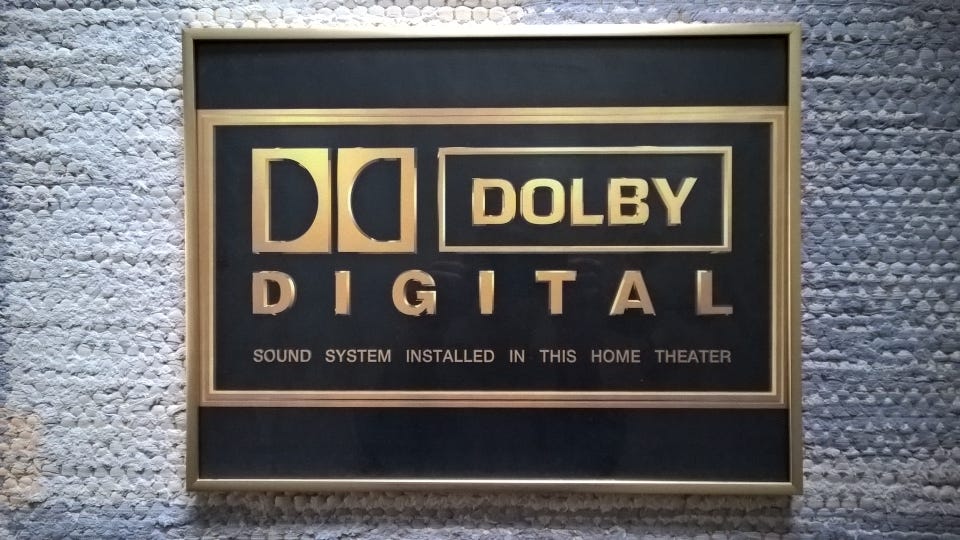 DOLBY
DIGITAL
SOUND SYSTEM INSTALLED IN THIS HOME THEATER